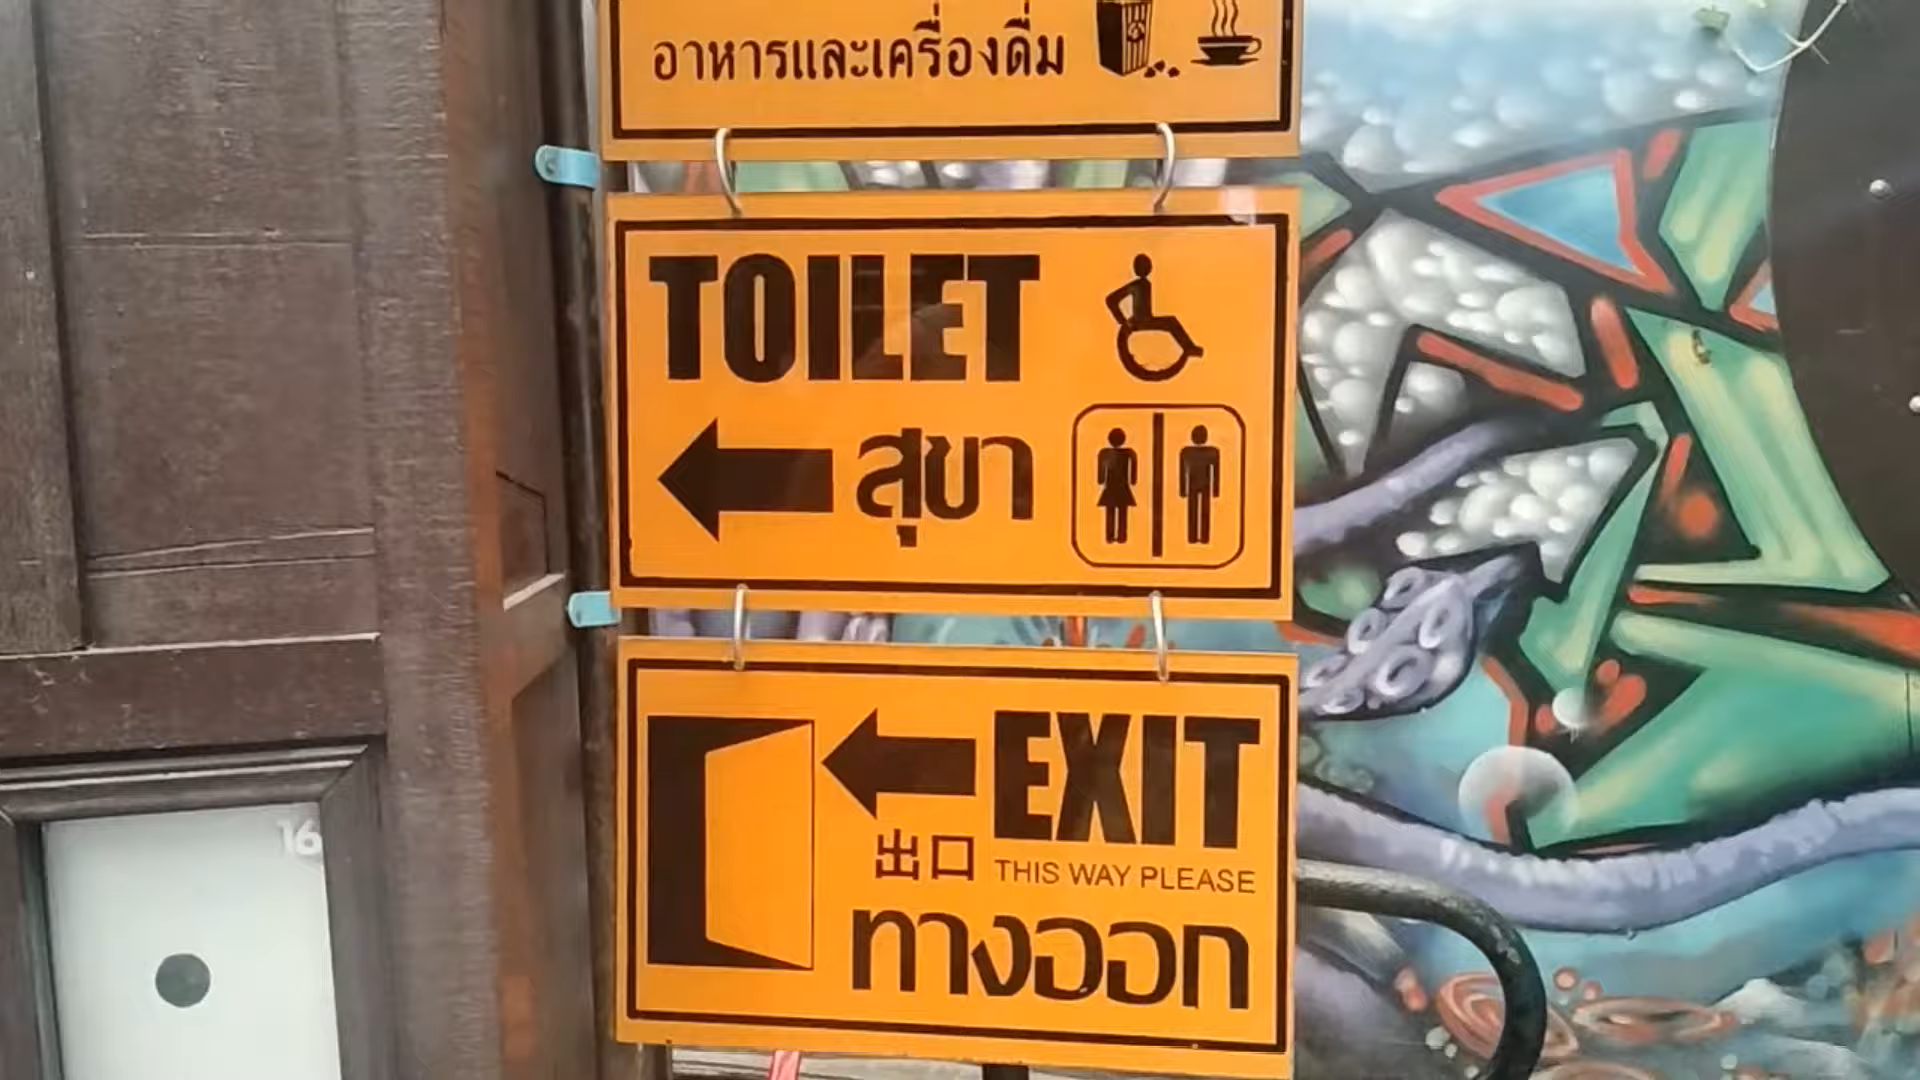 อาหารและเครื่องดื่ม
TOILET
สุขา
EXIT
出口
THIS WAY PLEASE
ทางออก
16